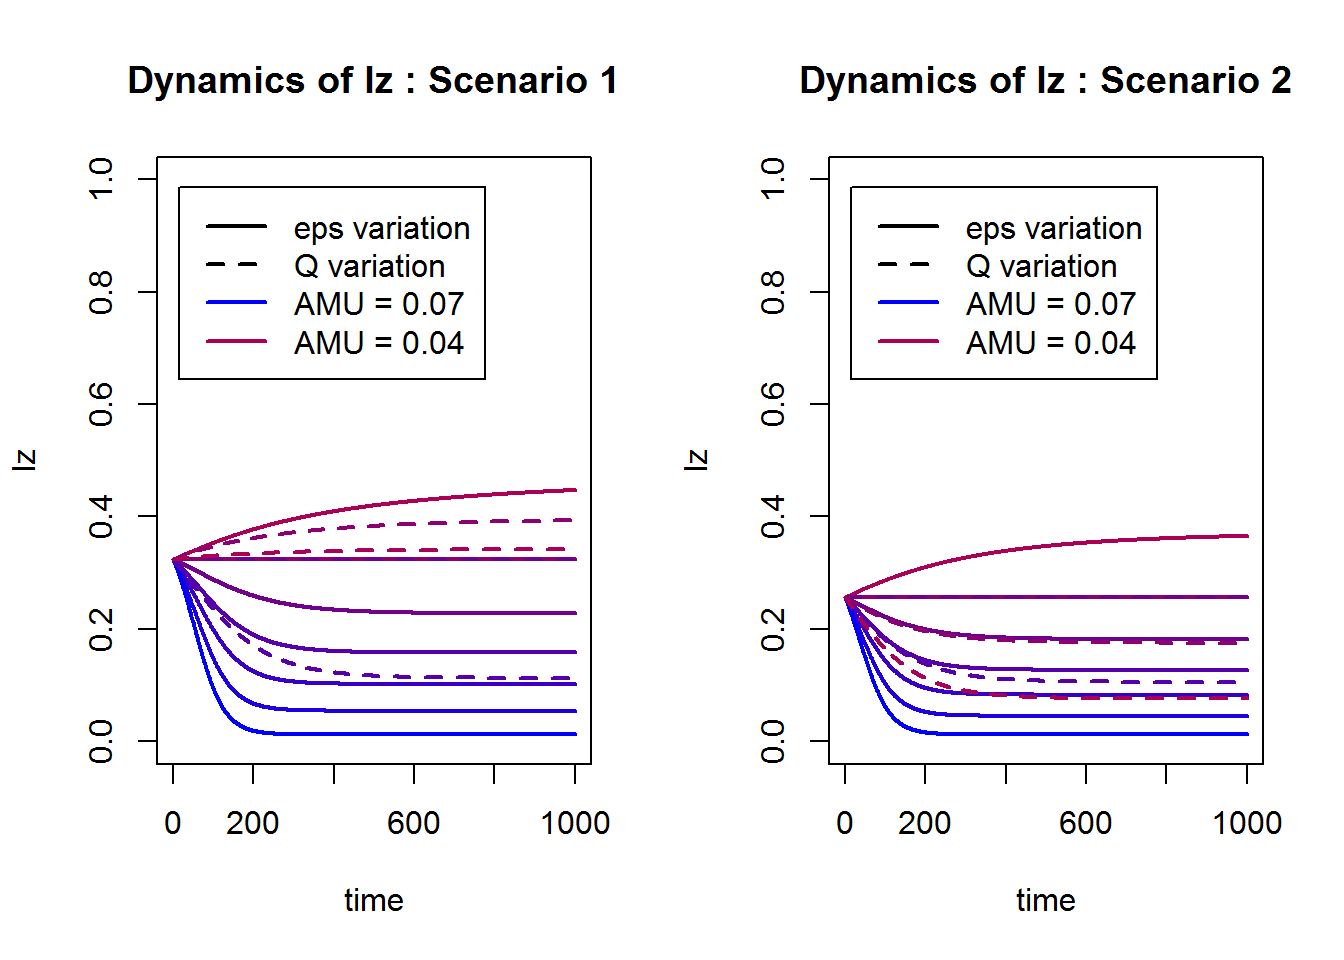 Dynamics of Iz : Scenario 1
Iz
1.0
0.8
0.6
0.4
0.2
0.0
eps variation
Q variation
AMU = 0.07
AMU = 0.04
0 200 600 1000
time
Dynamics of Iz : Scenario 2
Iz
1.0
0.8
0.6
0.4
0.2
0.0
eps variation
Q variation
AMU = 0.07
AMU = 0.04
0 200 600 1000
time